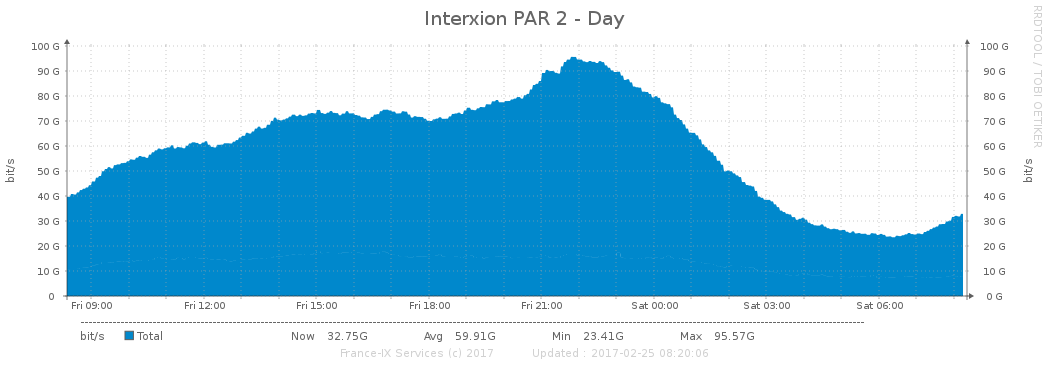 Interxion PAR 2 - Day
RRDTOOL / TOBI OETIKER
bit/s
100 G
90 G
80 G
70 G
60 G
50 G
40 G
30 G
20 G
10 G
0
100 G
90 G
80 G
70 G
60 G
50 G
40 G
30 G
20 G
10 G
0 G
bit/s
Fri 09:00 Fri 12:00 Fri 15:00 Fri 18:00 Fri 21:00 Sat 00:00 Sat 03:00 Sat 06:00
bit/s Total Now 32.75G Avg 59.91G Min 23.41G Max 95.57G
France-IX Services (c) 2017 Updated : 2017-02-25 08:20:06